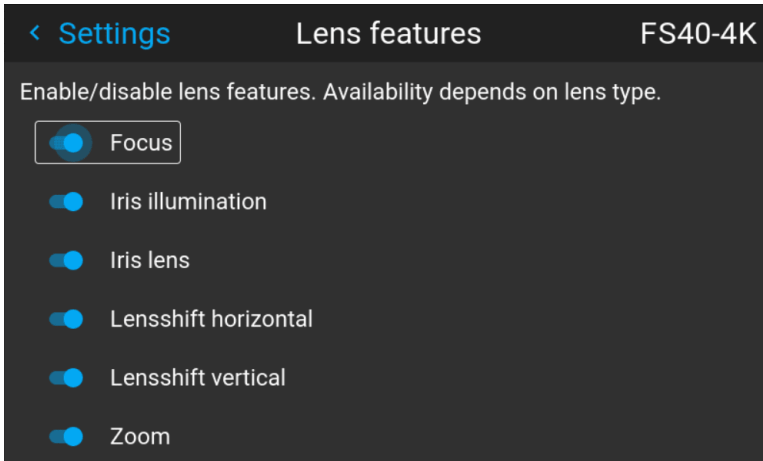 < Settings Lens features FS40-4K
Enable/disable lens features. Availability depends on lens type.
Focus
Iris illumination
Iris lens
Lensshift horizontal
Lensshift vertical
Zoom